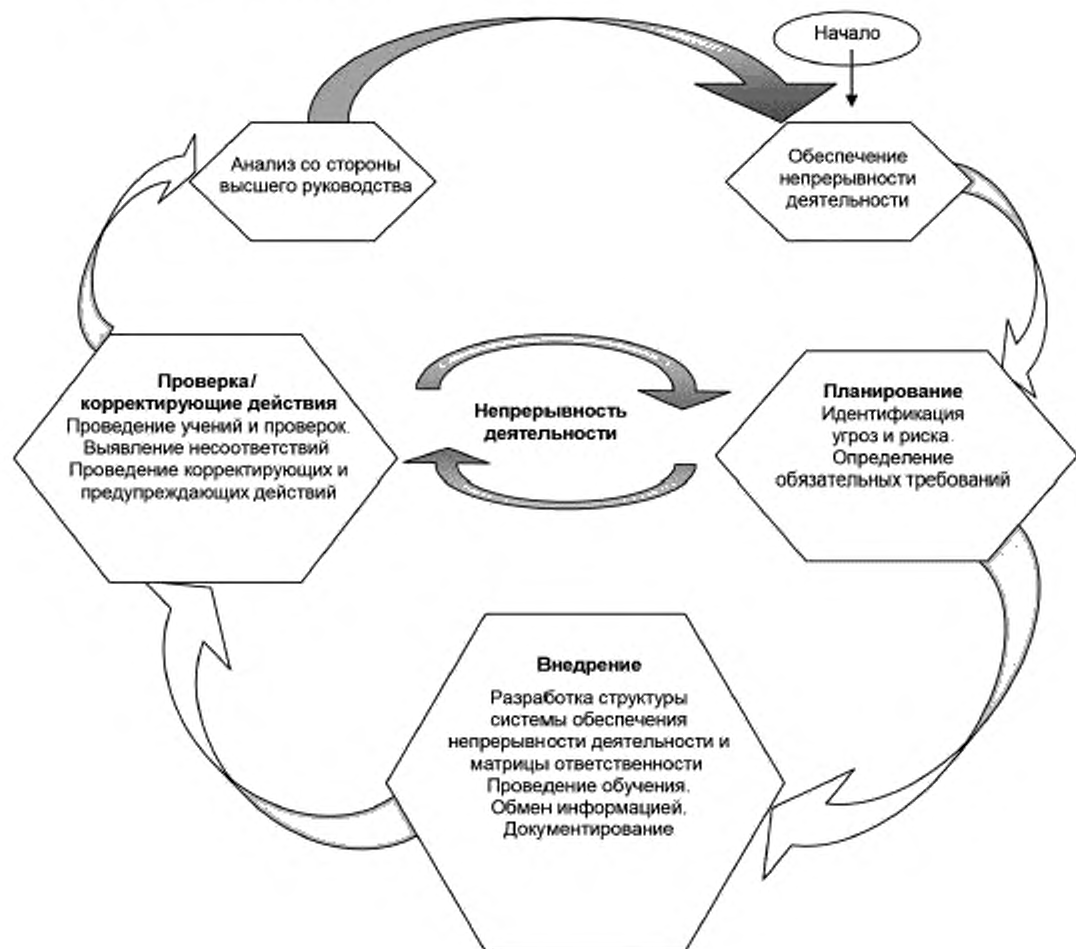 Начало
Анализ со стороны
высшего руководства
Обеспечение
непрерывности
деятельности
Проверка/
корректирующие действия
Проведение учений и проверок.
Выявление несоответствий
Проведение корректирующих и
предупреждающих действий
Непрерывность
деятельности
Планирование
Идентификация
угроз и риска.
Определение
обязательных требований
Внедрение
Разработка структуры
системы обеспечения
непрерывности деятельности и
матрицы ответственности
Проведение обучения.
Обмен информацией.
Документирование